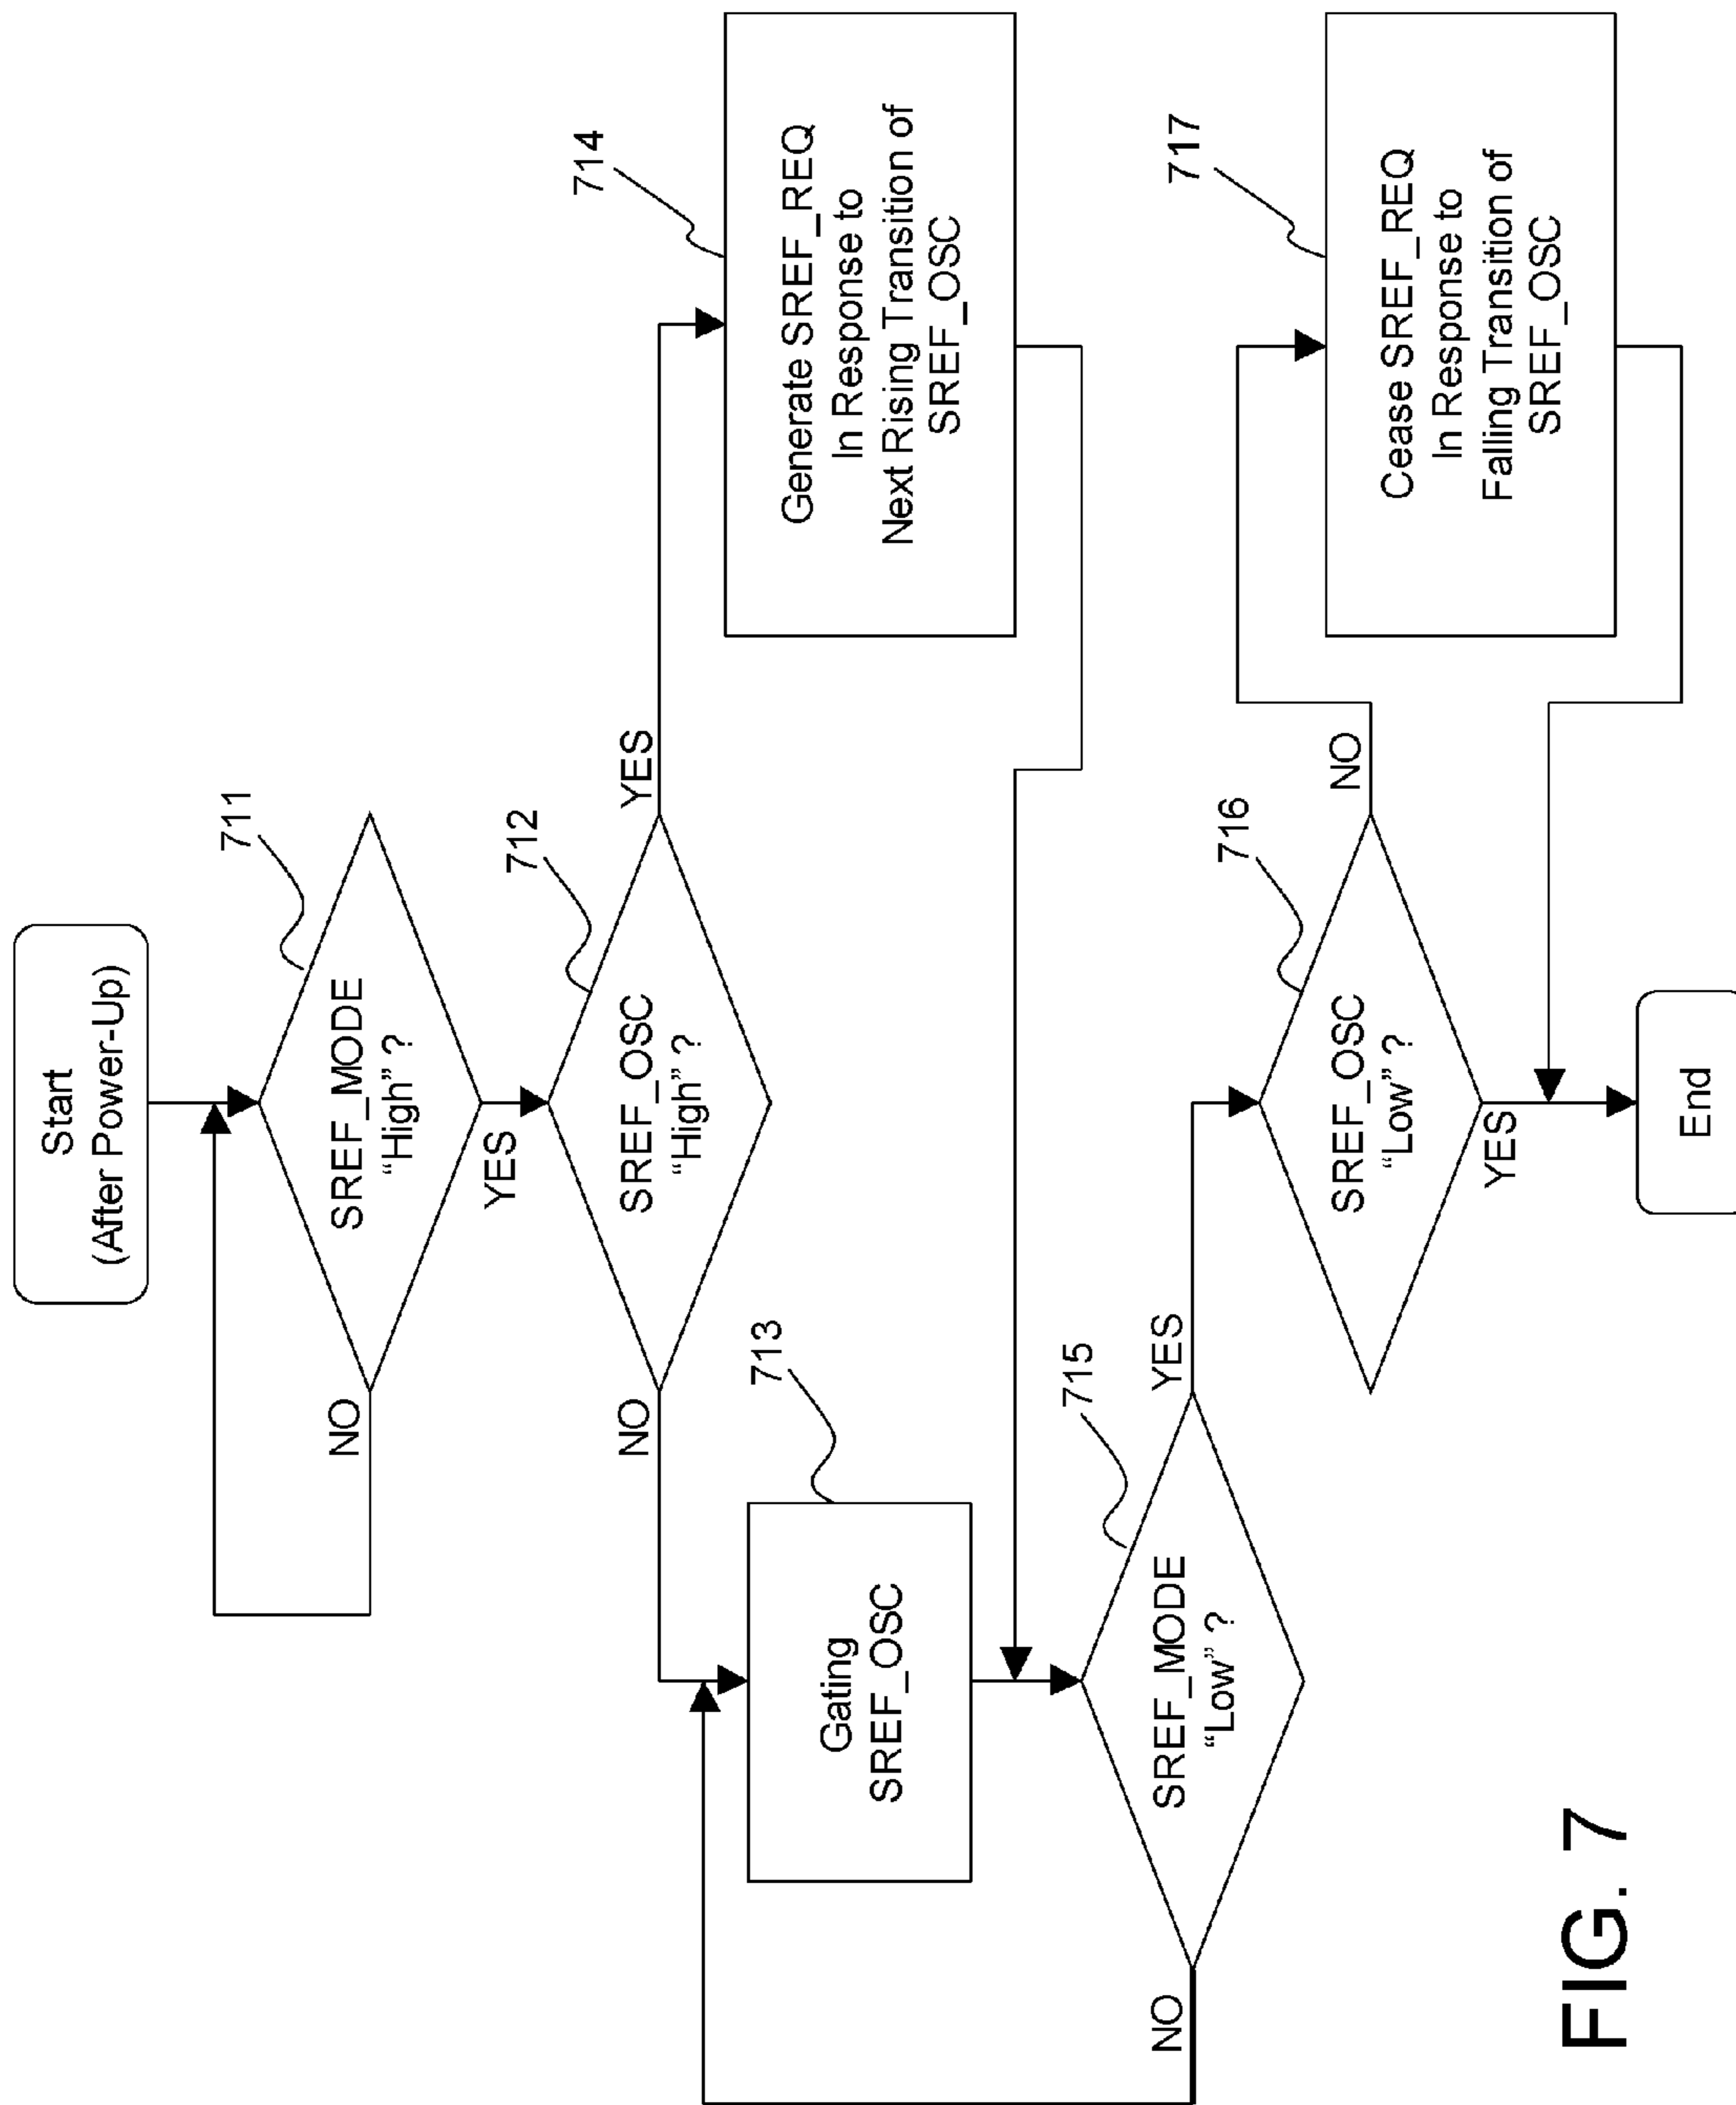 Start
(After Power-Up)
711
SREF_MODE
“High” ?
NO
YES
712
SREF_OSC
“High” ?
NO
YES
713
Gating
SREF_OSC
714
Generate SREF_REQ
In Response to
Next Rising Transition of
SREF_OSC
715
SREF_MODE
“Low” ?
NO
YES
716
SREF_OSC
“Low” ?
NO
YES
717
Cease SREF_REQ
In Response to
Falling Transition of
SREF_OSC
End
FIG. 7